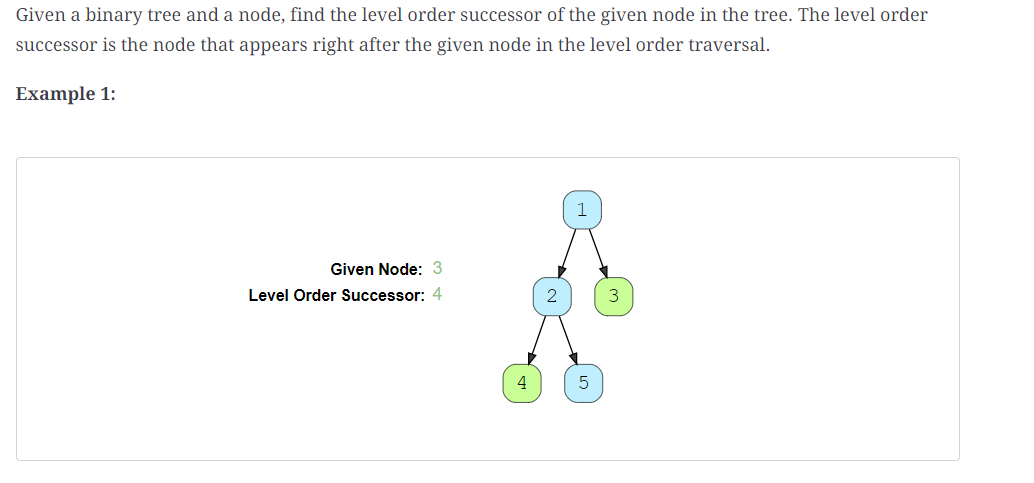 Given a binary tree and a node, find the level order successor of the given node in the tree. The level order
successor is the node that appears right after the given node in the level order traversal.
Example 1:
1
Given Node: 3
Level Order Successor: 4
2 3
4 5